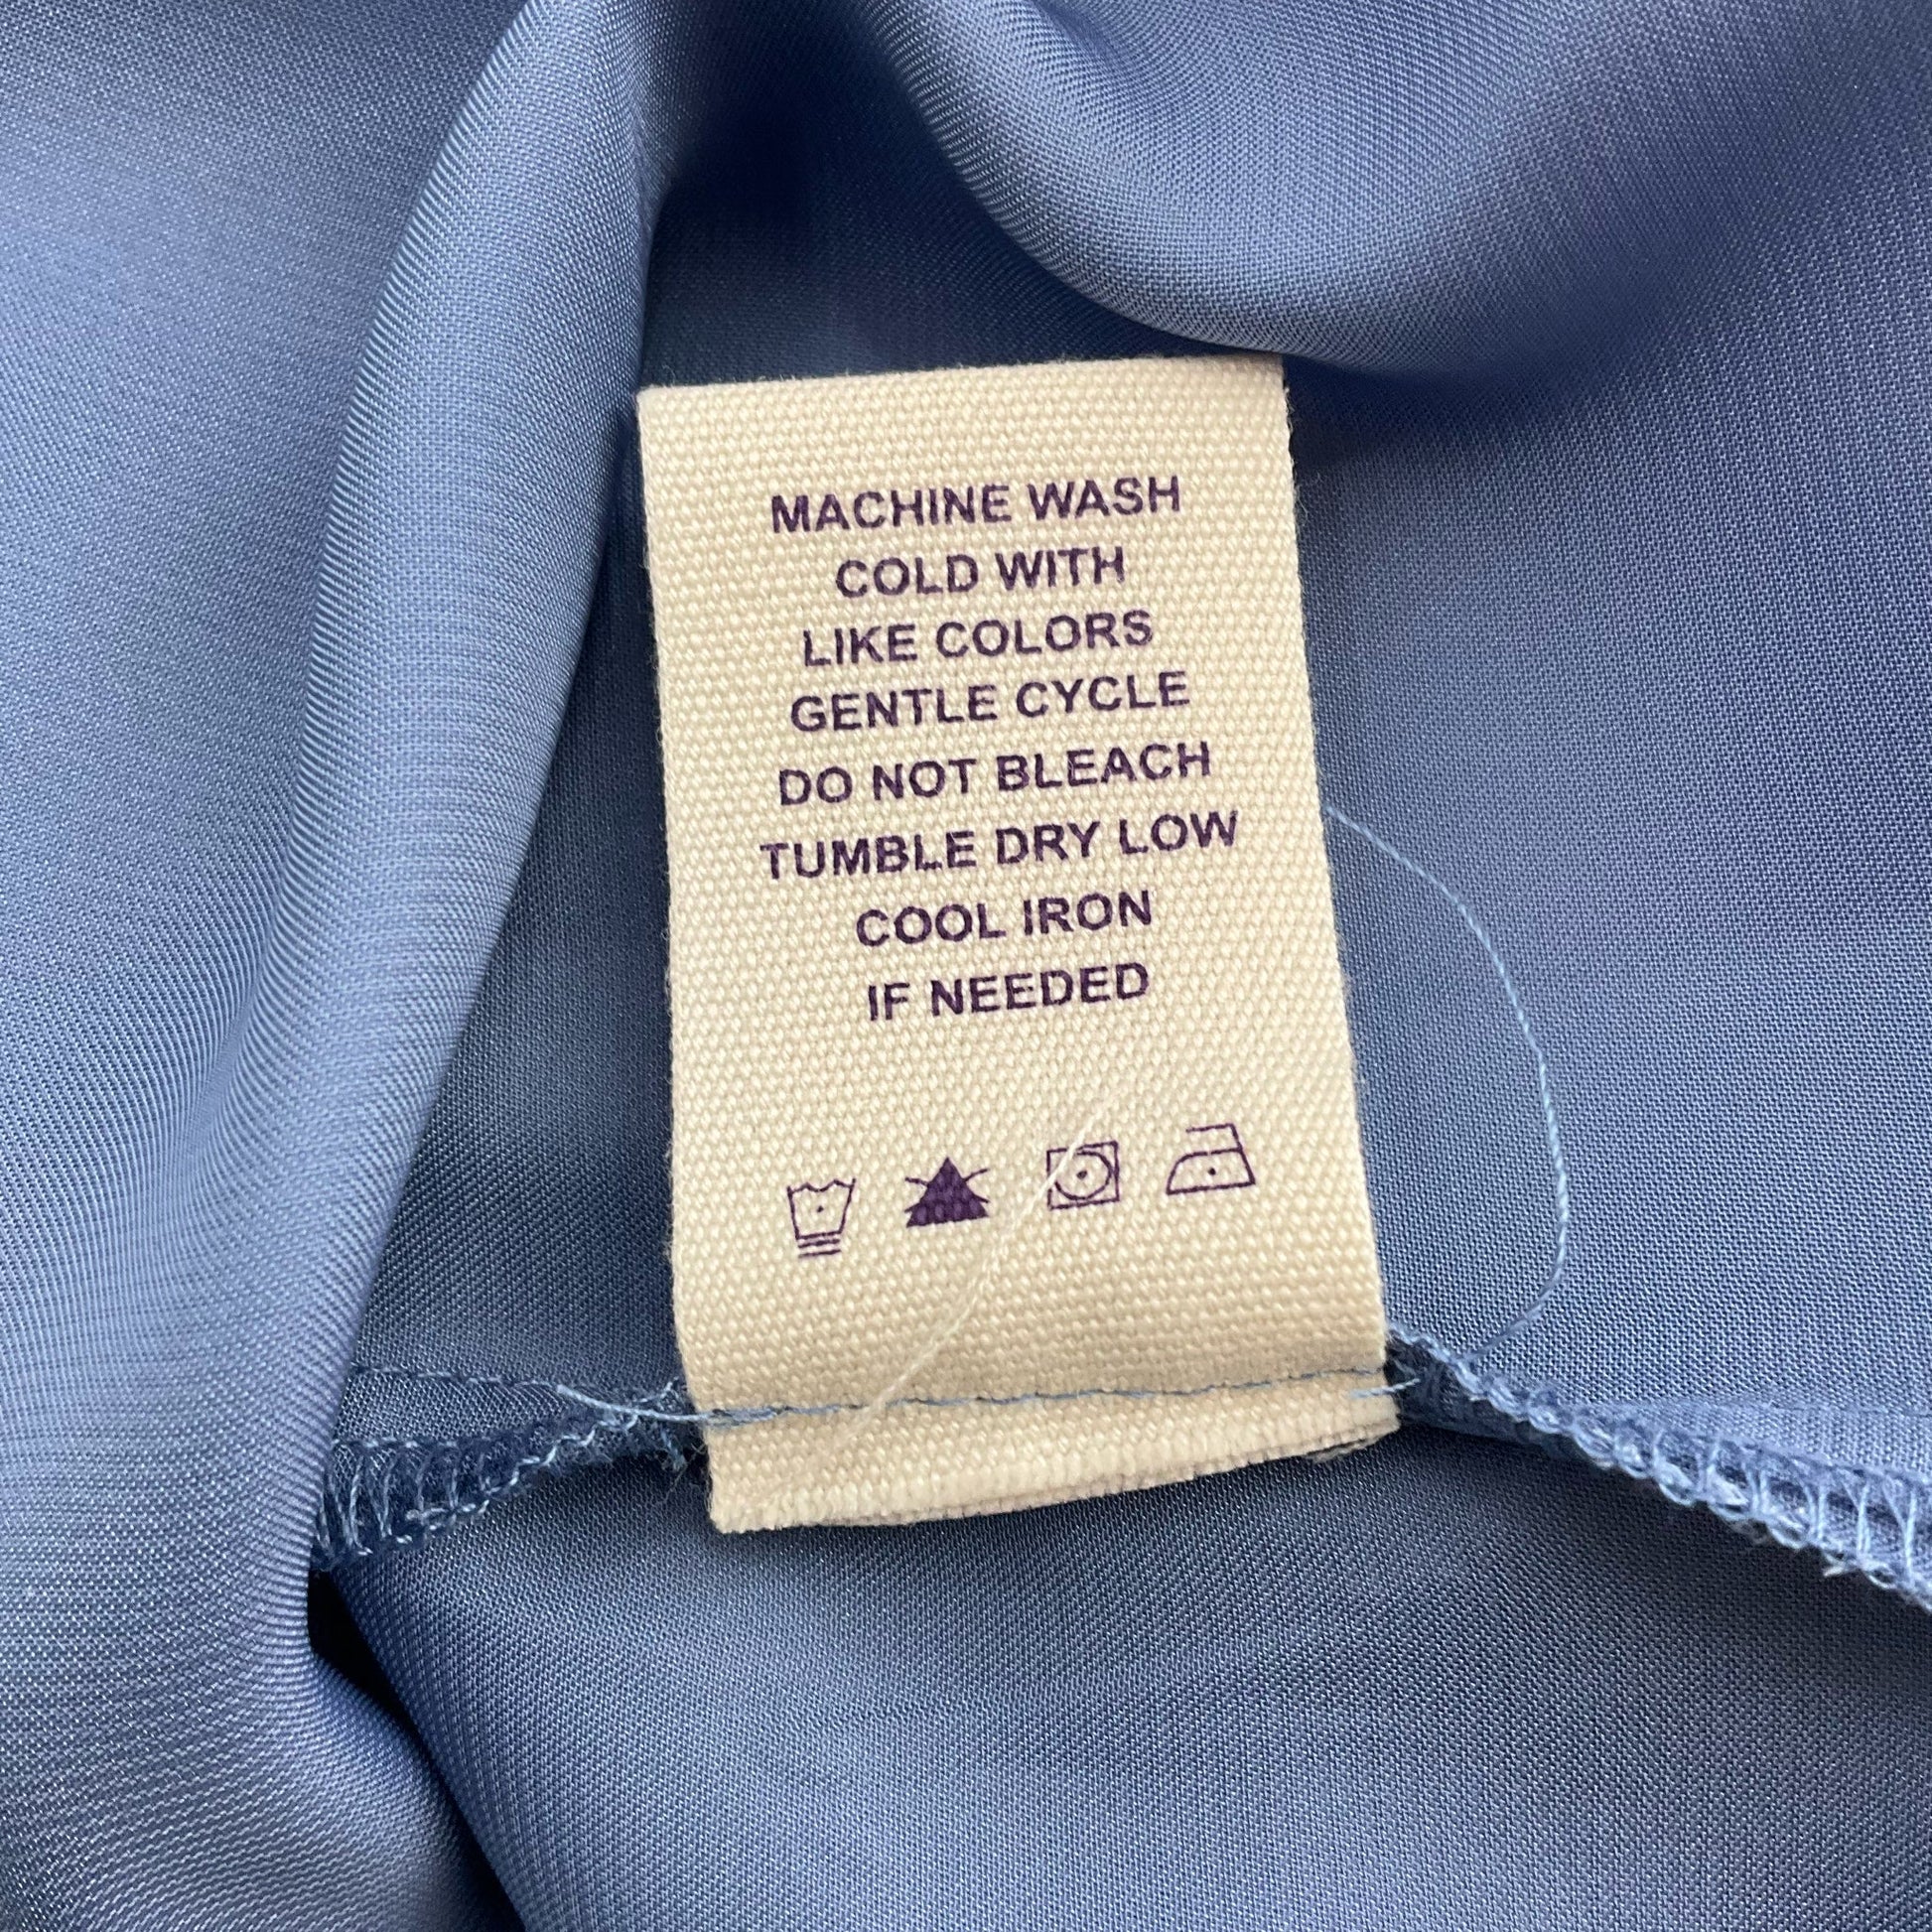 MACHINE WASH
COLD WITH
LIKE COLORS
GENTLE CYCLE
DO NOT BLEACH
TUMBLE DRY LOW
COOL IRON
IF NEEDED